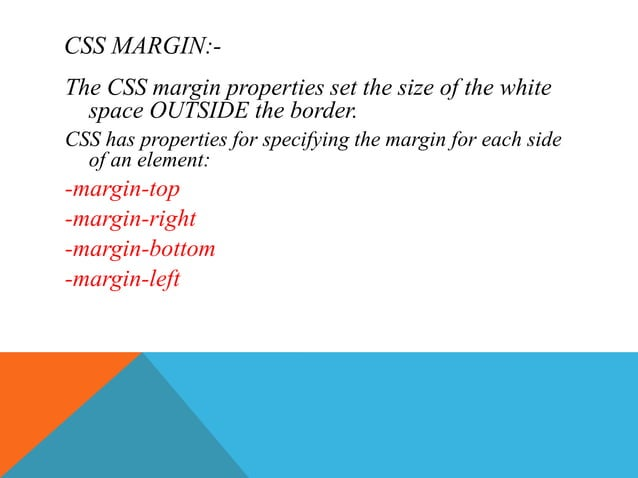 CSS MARGIN:-
The CSS margin properties set the size of the white
space OUTSIDE the border.
CSS has properties for specifying the margin for each side
of an element:
-margin-top
-margin-right
-margin-bottom
-margin-left